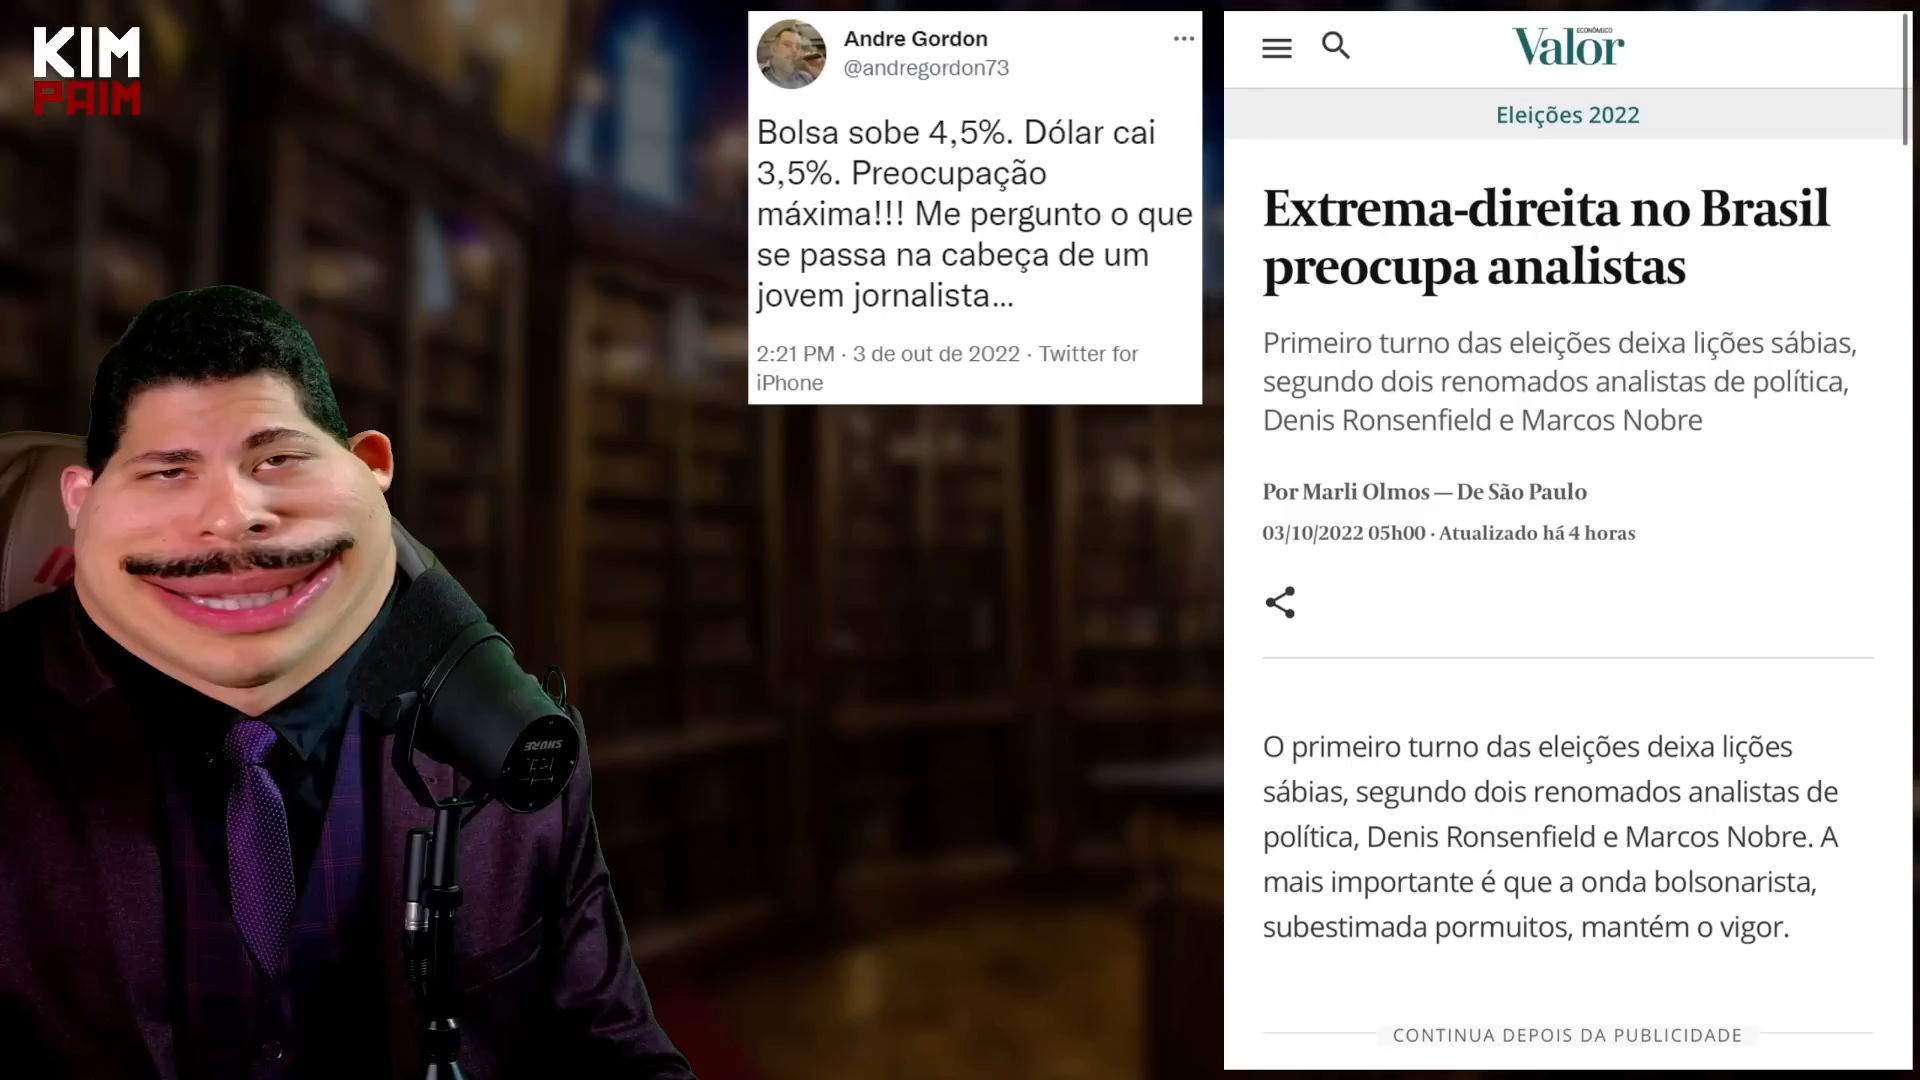 KIM
PAIM
Andre Gordon
@andregordon73
Bolsa sobe 4,5%. Dólar cai
3,5%. Preocupação
máxima!!! Me pergunto o que
se passa na cabeça de um
jovem jornalista...
2:21 PM · 3 de out de 2022 · Twitter for
iPhone
ECONÔMICO
Valor
Eleições 2022
Extrema-direita no Brasil
preocupa analistas
Primeiro turno das eleições deixa lições sábias,
segundo dois renomados analistas de política,
Denis Ronsenfield e Marcos Nobre
Por Marli Olmos — De São Paulo
03/10/2022 05h00 · Atualizado há 4 horas
O primeiro turno das eleições deixa lições
sábias, segundo dois renomados analistas de
política, Denis Ronsenfield e Marcos Nobre. A
mais importante é que a onda bolsonarista,
subestimada pormuitos, mantém o vigor.
CONTINUA DEPOIS DA PUBLICIDADE
SHURE